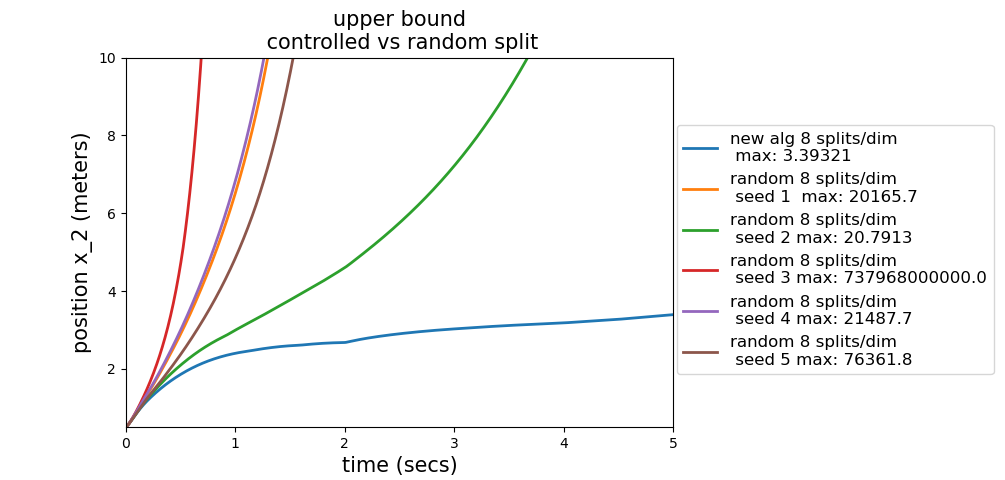 upper bound
controlled vs random split
position x_2 (meters)
10
8
6
4
2
0
1
2
3
4
5
time (secs)
new alg 8 splits/dim
max: 3.39321
random 8 splits/dim
seed 1  max: 20165.7
random 8 splits/dim
seed 2 max: 20.7913
random 8 splits/dim
seed 3 max: 737968000000.0
random 8 splits/dim
seed 4 max: 21487.7
random 8 splits/dim
seed 5 max: 76361.8